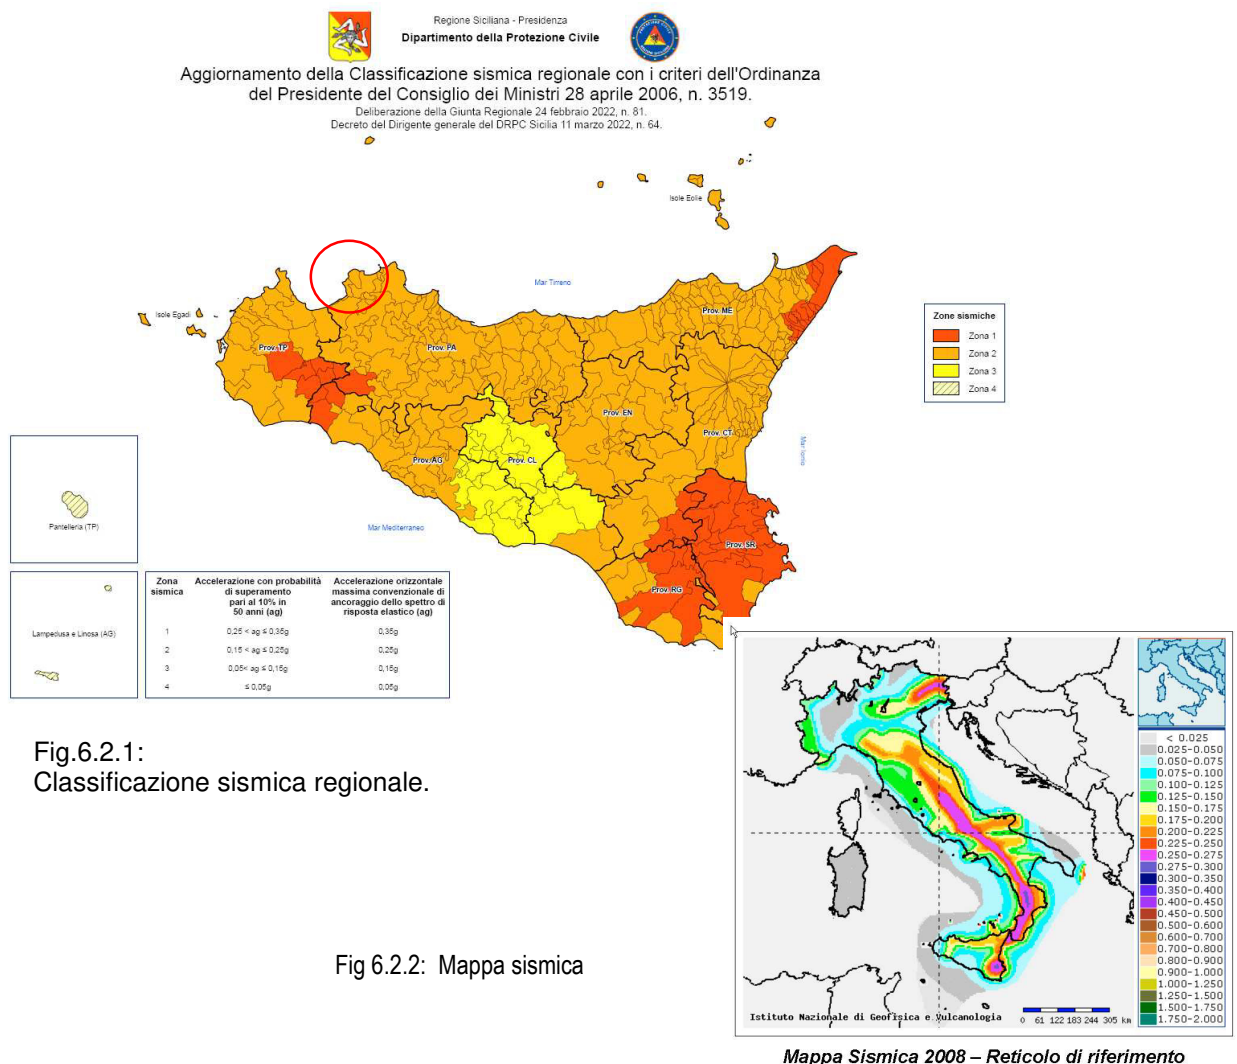 Regione Siciliana - Presidenza
Dipartimento della Protezione Civile
Aggiornamento della Classificazione sismica regionale con i criteri dell'Ordinanza
del Presidente del Consiglio dei Ministri 28 aprile 2006, n. 3519.
Deliberazione della Giunta Regionale 24 febbraio 2022, n. 81.
Decreto del Dirigente generale del DRPC Sicilia 11 marzo 2022, n. 64.
Isole Eolie
Mar Tirreno
Isole Egadi
Prov. ME
Prov. TP
Prov. PA
Prov. EN
Prov. CT
Prov. AG
Prov. CL
Mar Ionio
Mar Mediterraneo
Prov. SR
Prov. RG
Zone sismiche
Zona 1
Zona 2
Zona 3
Zona 4
Pantelleria (TP)
Lampedusa e Linosa (AG)
Zona sismica
Accelerazione con probabilità di superamento pari al 10% in 50 anni (ag)
Accelerazione orizzontale massima convenzionale di ancoraggio dello spettro di risposta elastico (ag)
1 0,25 < ag ≤ 0,35g 0,35g
2 0,15 < ag ≤ 0,25g 0,25g
3 0,05< ag ≤ 0,15g 0,15g
4 ≤ 0,05g 0,05g
Fig.6.2.1:
Classificazione sismica regionale.
Fig 6.2.2: Mappa sismica
< 0.025
0.025-0.050
0.050-0.075
0.075-0.100
0.100-0.125
0.125-0.150
0.150-0.175
0.175-0.200
0.200-0.225
0.225-0.250
0.250-0.275
0.275-0.300
0.300-0.350
0.350-0.400
0.400-0.450
0.450-0.500
0.500-0.600
0.600-0.700
0.700-0.800
0.800-0.900
0.900-1.000
1.000-1.250
1.250-1.500
1.500-1.750
1.750-2.000
Istituto Nazionale di Geofisica e Vulcanologia
0 61 122 183 244 305 km
Mappa Sismica 2008 – Reticolo di riferimento